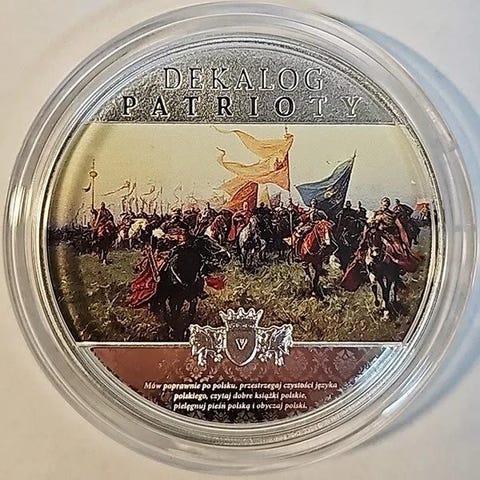 DEKALOG
PATRIOTY
V
Mów poprawnie po polsku, przestrzegaj czystości języka
polskiego, czytaj dobre książki polskie,
pielęgnuj pieśń polską i obyczaj polski.